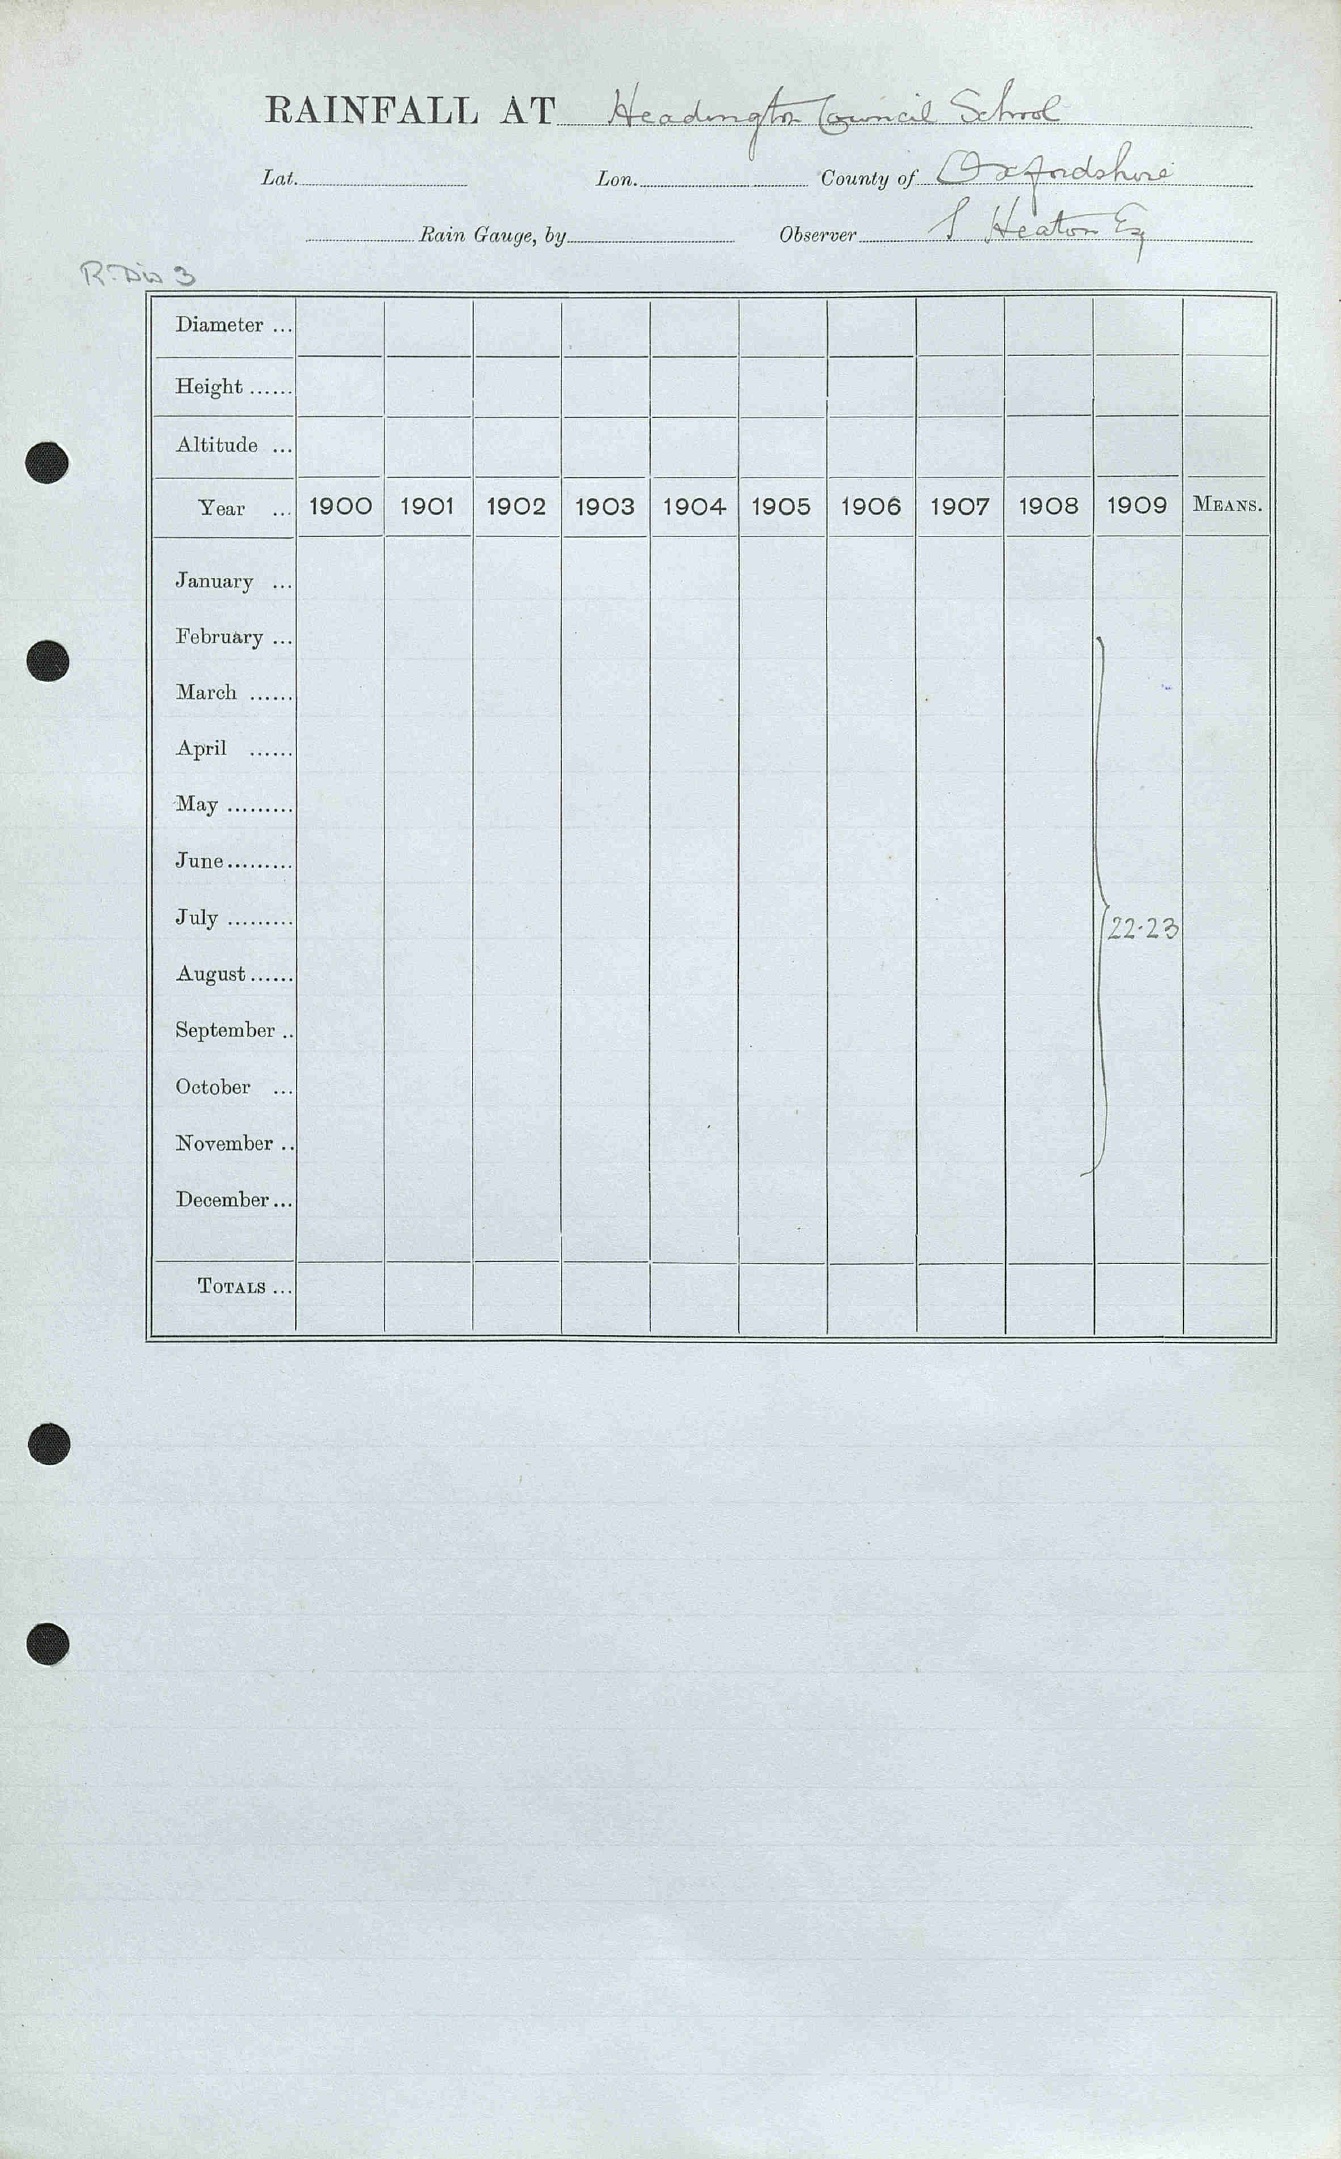 RAINFALL AT Headington Council School
Lat. Lon. County of Oxfordshire
Rain Gauge, by Observer S Heaton Esq
R. Div 3
Diameter ...
Height ......
Altitude ...
Year ... 1900 1901 1902 1903 1904 1905 1906 1907 1908 1909 MEANS.
January ...
February ...
March ......
April ......
May .........
June .........
July ......... 22.23
August ......
September ..
October ...
November ..
December ...
TOTALS ...